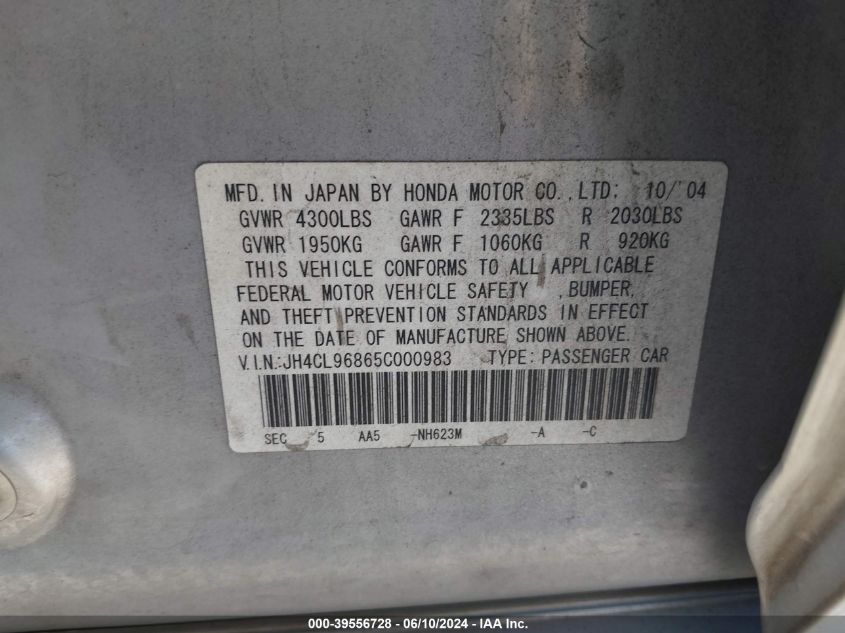 MFD. IN JAPAN BY HONDA MOTOR CO., LTD: 10/'04
GVWR 4300LBS GAWR F 2335LBS R 2030LBS
GVWR 1950KG GAWR F 1060KG R 920KG
THIS VEHICLE CONFORMS TO ALL APPLICABLE
FEDERAL MOTOR VEHICLE SAFETY , BUMPER,
AND THEFT PREVENTION STANDARDS IN EFFECT
ON THE DATE OF MANUFACTURE SHOWN ABOVE.
V.I.N.:JH4CL96865C000983 TYPE: PASSENGER CAR
SEC 5 AA5 -NH623M -A -C
000-39556728 - 06/10/2024 - IAA Inc.